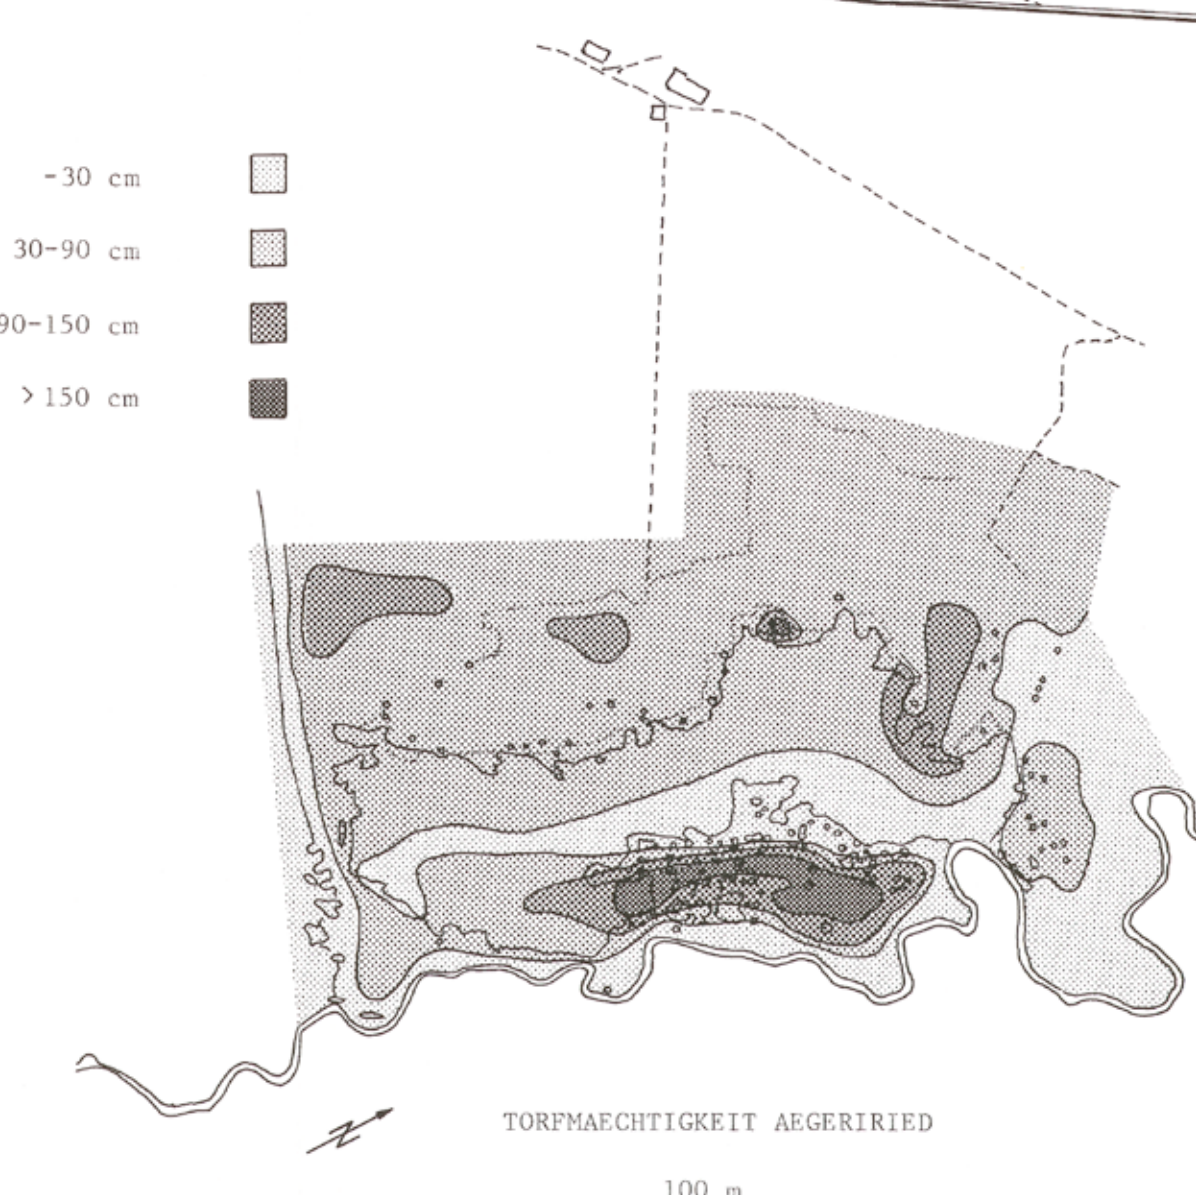 -30 cm
30-90 cm
90-150 cm
> 150 cm
N
TORFMAECHTIGKEIT AEGERIRIED
100 m